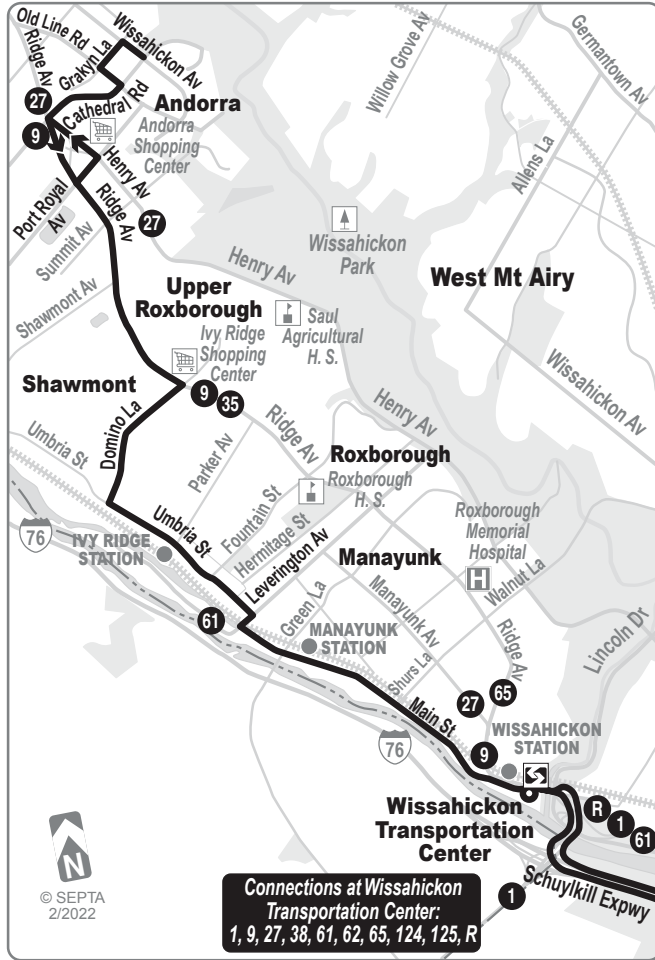 Old Line Rd
Wissahickon Av
Ridge Av
Grakyn La
Cathedral Rd
27
9
Andorra
Andorra
Shopping
Center
Henry Av
Port Royal
Av
Ridge Av
27
Summit Av
Shawmont Av
Willow Grove Av
Germantown Av
Allens La
Wissahickon
Park
Henry Av
West Mt Airy
Upper
Roxborough
Ivy Ridge
Shopping
Center
Saul
Agricultural
H. S.
Wissahickon Av
Shawmont
9
35
Domino La
Umbria St
Ridge Av
Henry Av
Parker Av
Roxborough
Roxborough
H. S.
Fountain St
Hermitage St
Leverington Av
Umbria St
76
IVY RIDGE
STATION
Manayunk
Roxborough
Memorial
Hospital
H
Walnut La
61
Green La
MANAYUNK
STATION
Manayunk Av
Ridge Av
Lincoln Dr
Shurs La
Main St
27
65
76
9
WISSAHICKON
STATION
Wissahickon
Transportation
Center
R
1
61
Schuylkill Expwy
1
N
© SEPTA
2/2022
Connections at Wissahickon
Transportation Center:
1, 9, 27, 38, 61, 62, 65, 124, 125, R